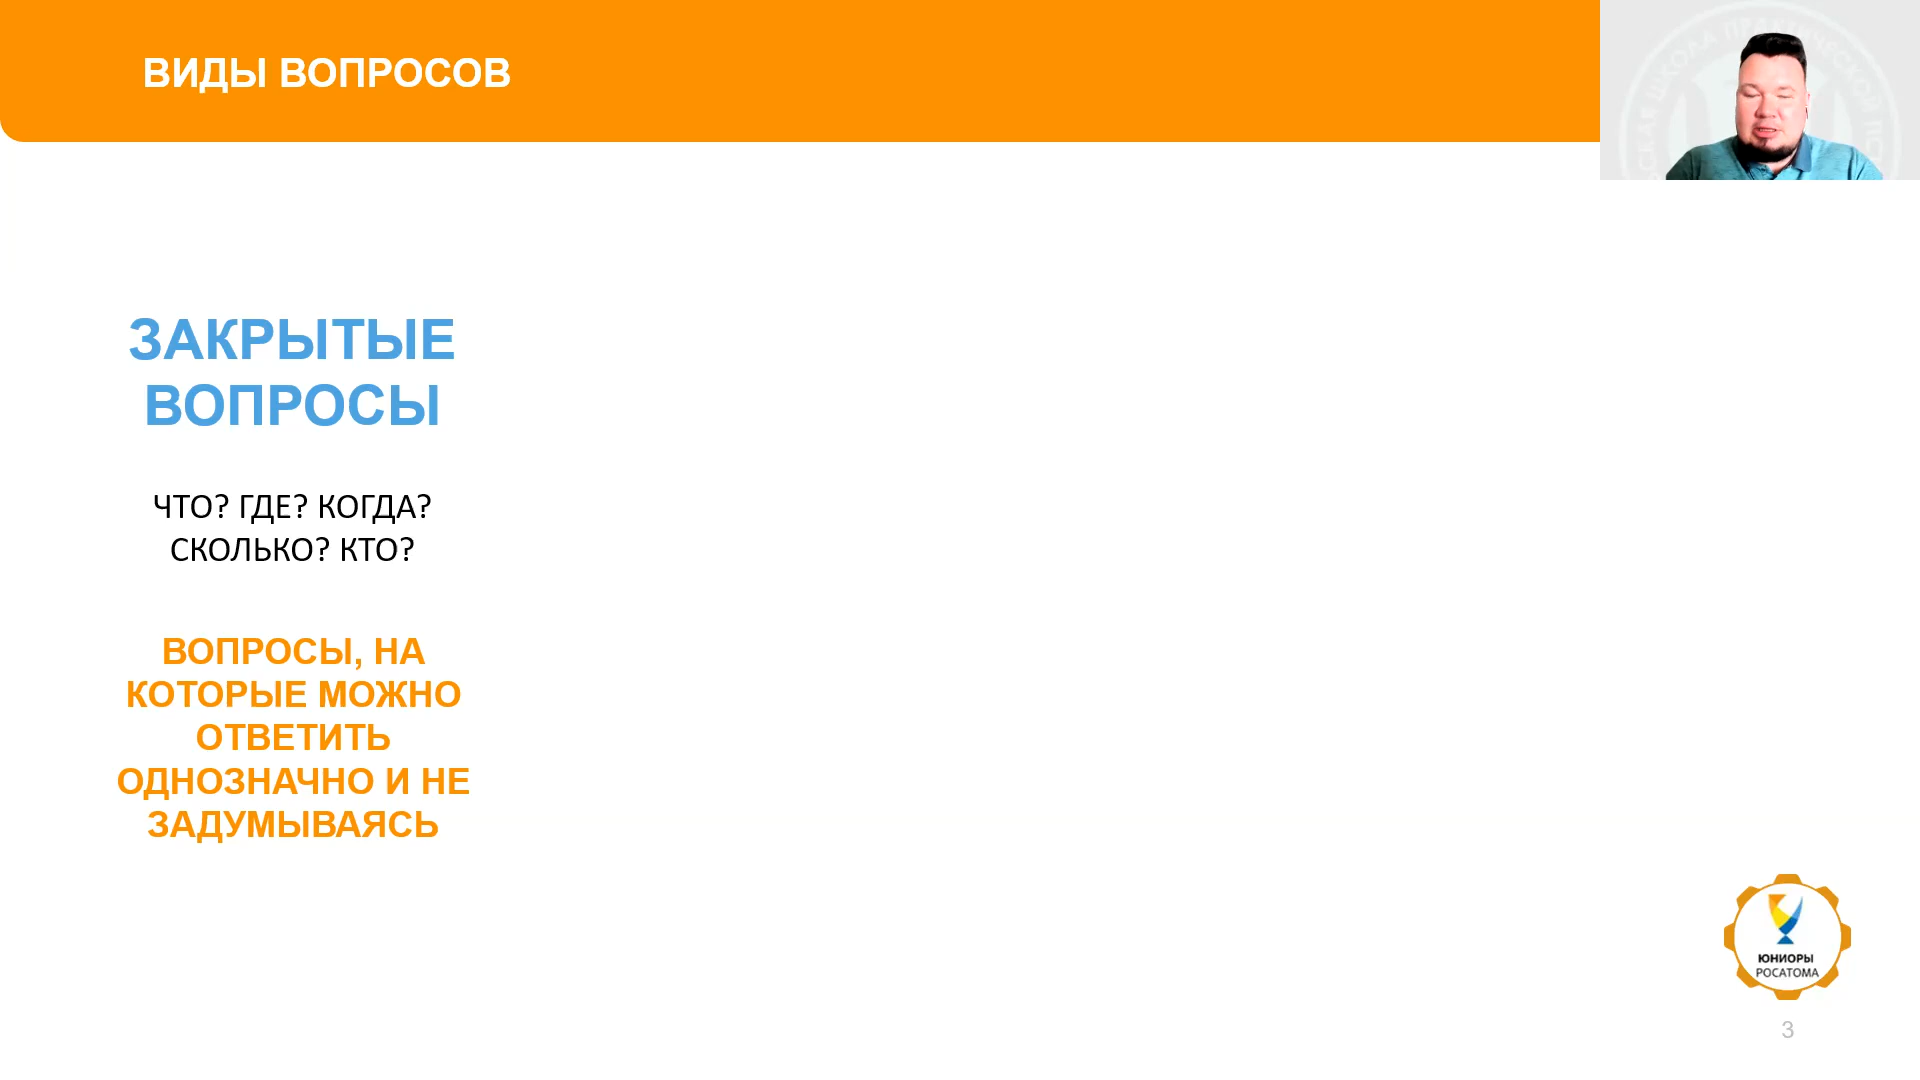 ВИДЫ ВОПРОСОВ
ЗАКРЫТЫЕ
ВОПРОСЫ
ЧТО? ГДЕ? КОГДА?
СКОЛЬКО? КТО?
ВОПРОСЫ, НА
КОТОРЫЕ МОЖНО
ОТВЕТИТЬ
ОДНОЗНАЧНО И НЕ
ЗАДУМЫВАЯСЬ
ЮНИОРЫ
РОСАТОМА
3